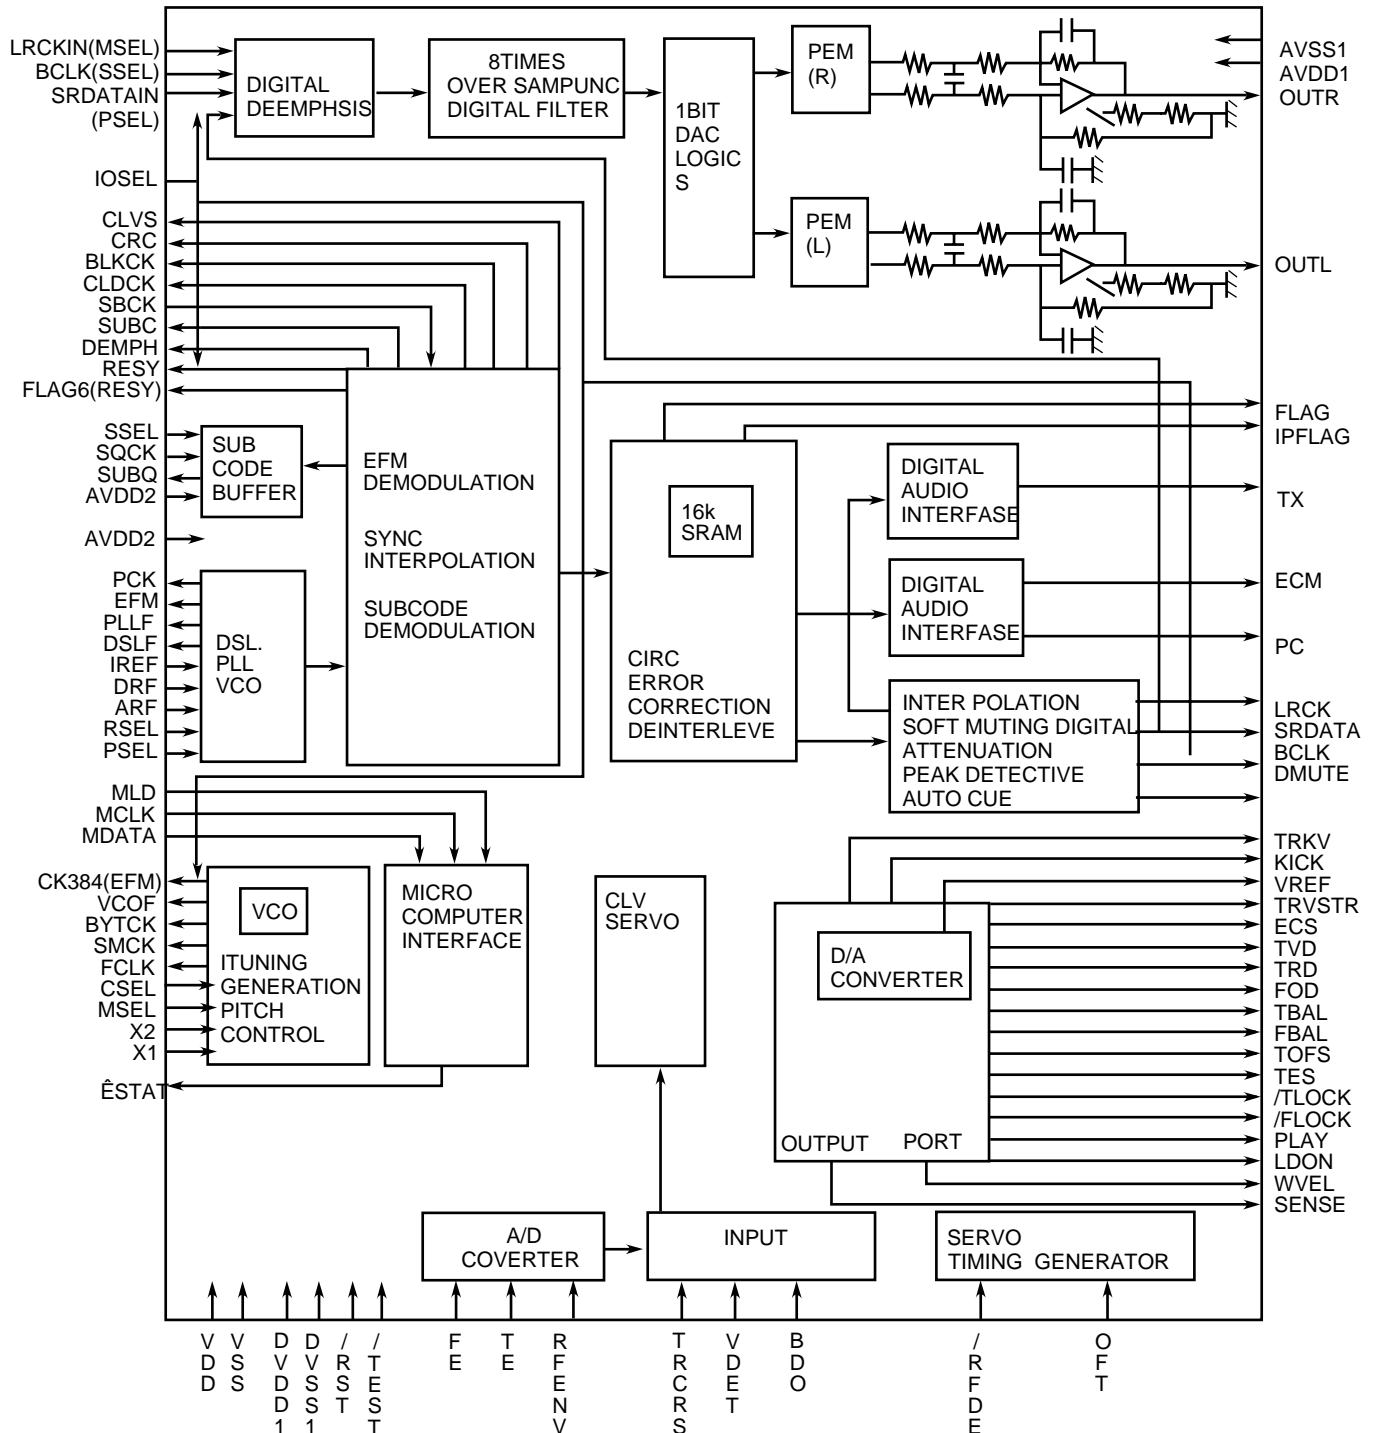 LRCKIN(MSEL)
BCLK(SSEL)
SRDATAIN
(PSEL)
IOSEL
CLVS
CRC
BLKCK
CLDCK
SBCK
SUBC
DEMPH
RESY
FLAG6(RESY)
SSEL
SQCK
SUBQ
AVDD2
AVDD2
PCK
EFM
PLLF
DSLF
IREF
DRF
ARF
RSEL
PSEL
MLD
MCLK
MDATA
CK384(EFM)
VCOF
BYTCK
SMCK
FCLK
CSEL
MSEL
X2
X1
ÊSTAT
DIGITAL
DEEMPHSIS
8TIMES
OVER SAMPUNC
DIGITAL FILTER
1BIT
DAC
LOGIC
S
PEM
(R)
PEM
(L)
SUB
CODE
BUFFER
EFM
DEMODULATION
SYNC
INTERPOLATION
SUBCODE
DEMODULATION
DSL.
PLL
VCO
16k
SRAM
CIRC
ERROR
CORRECTION
DEINTERLEVE
DIGITAL
AUDIO
INTERFASE
DIGITAL
AUDIO
INTERFASE
INTER POLATION
SOFT MUTING DIGITAL
ATTENUATION
PEAK DETECTIVE
AUTO CUE
VCO
ITUNING
GENERATION
PITCH
CONTROL
MICRO
COMPUTER
INTERFACE
CLV
SERVO
D/A
CONVERTER
OUTPUT PORT
A/D
COVERTER
INPUT
SERVO
TIMING GENERATOR
AVSS1
AVDD1
OUTR
OUTL
FLAG
IPFLAG
TX
ECM
PC
LRCK
SRDATA
BCLK
DMUTE
TRKV
KICK
VREF
TRVSTR
ECS
TVD
TRD
FOD
TBAL
FBAL
TOFS
TES
/TLOCK
/FLOCK
PLAY
LDON
WVEL
SENSE
VDD
VSS
DVDD1
DVSS1
/RST
/TEST
FE
TE
RFENV
TRCRS
VDET
BDO
/RFDE
OFT